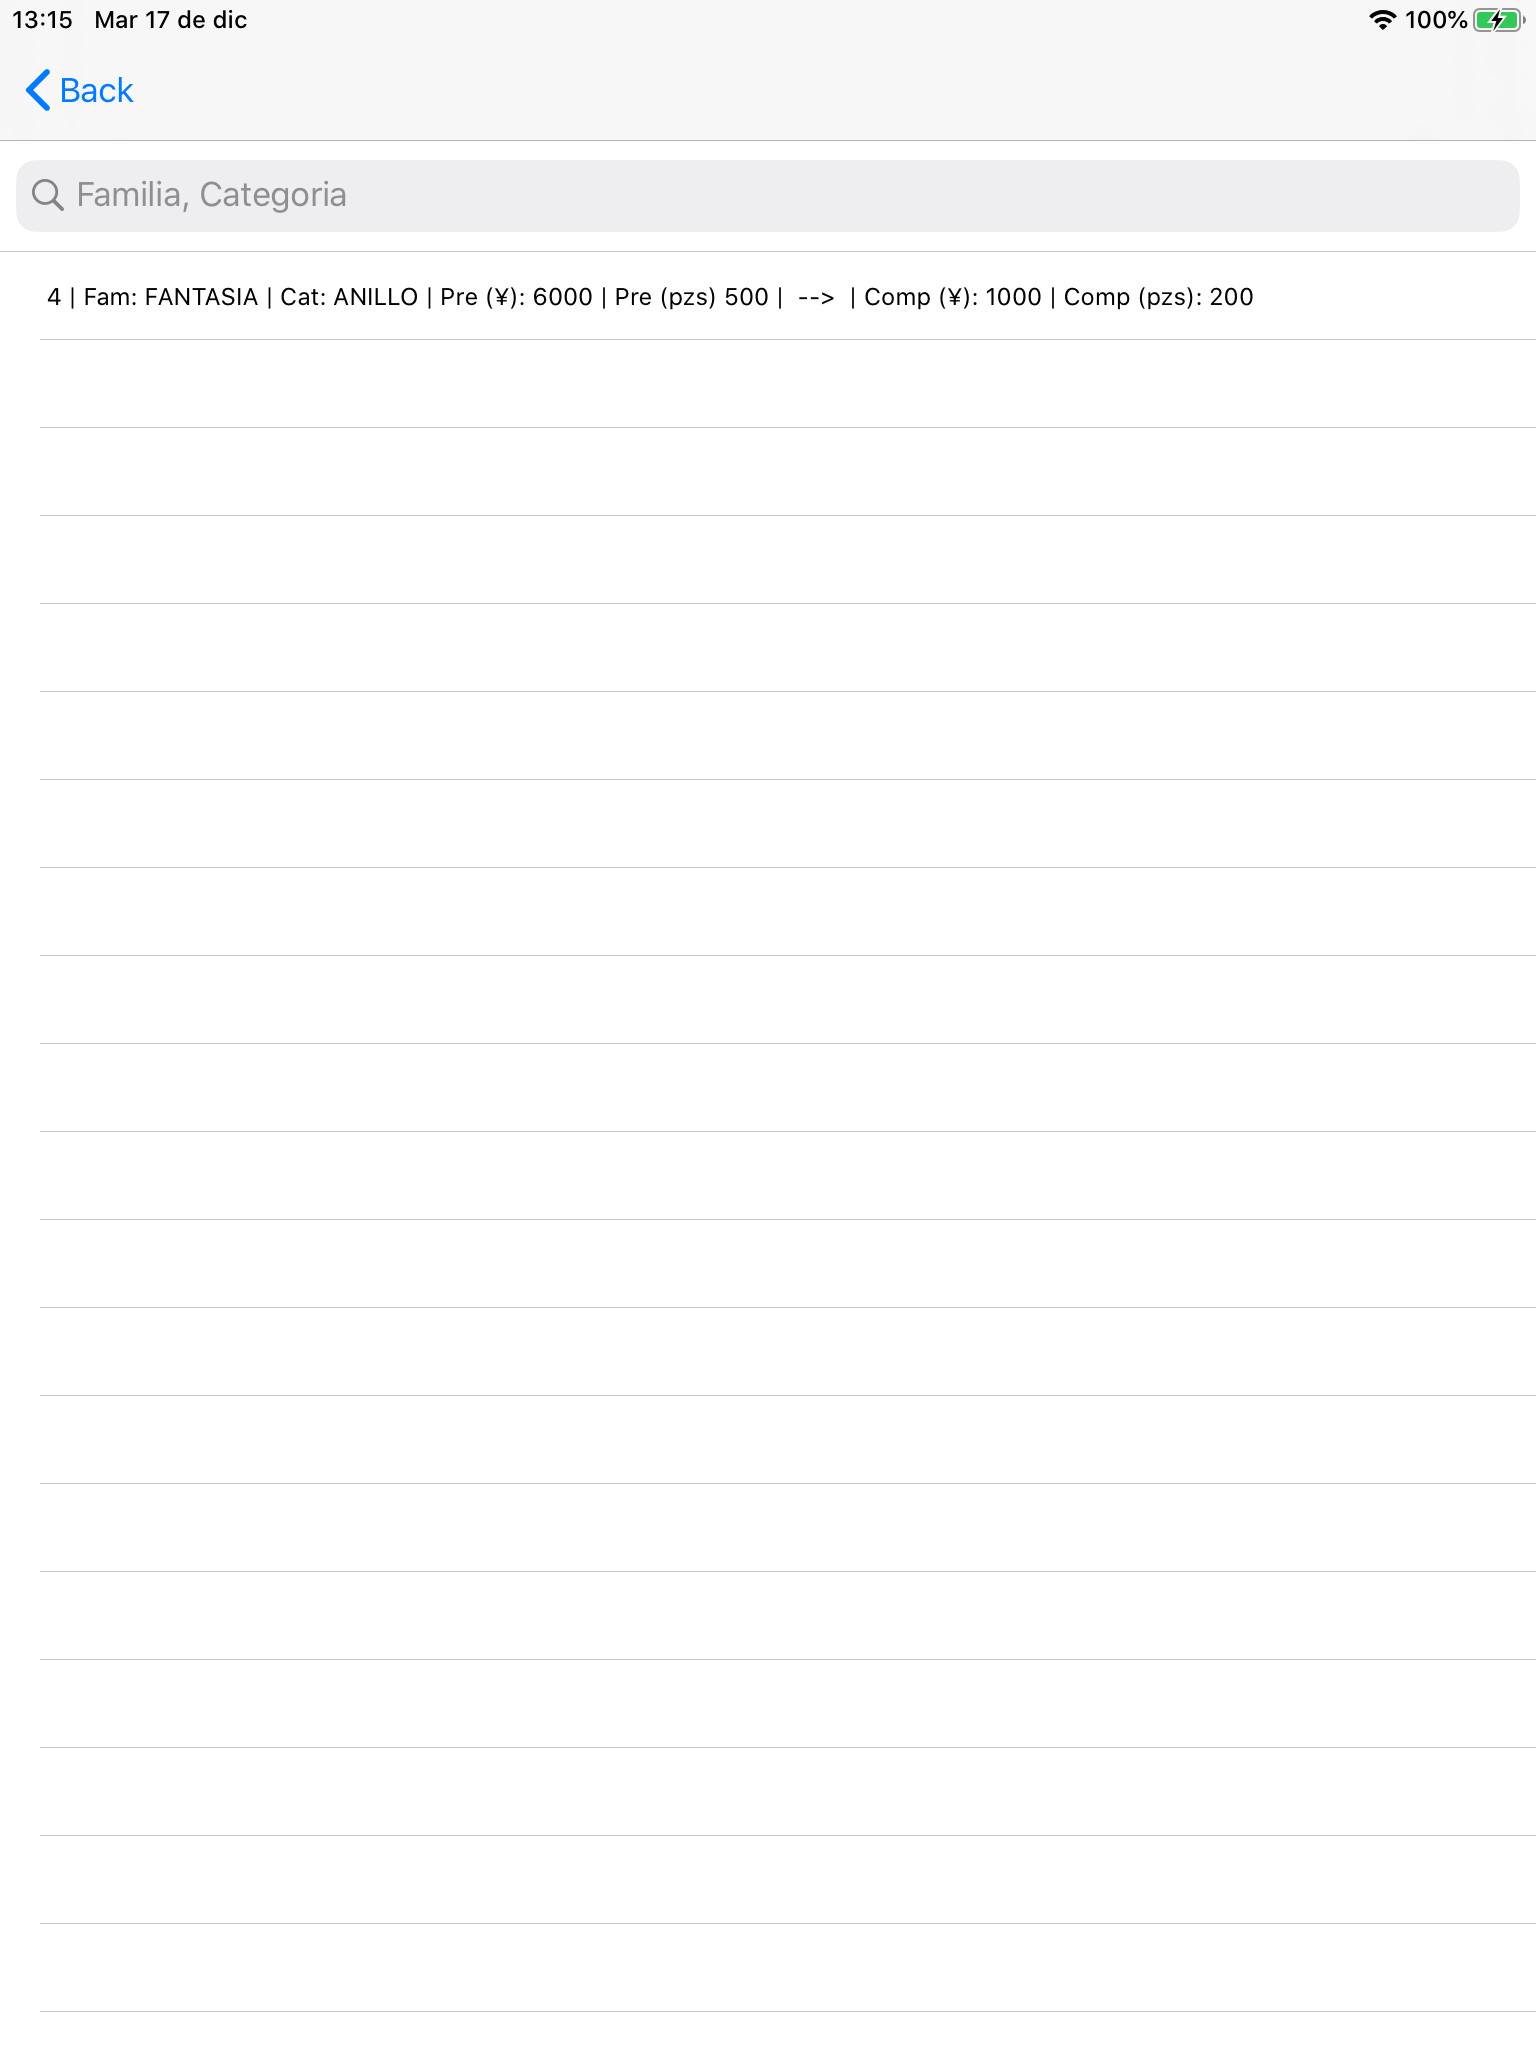 13:15 Mar 17 de dic 100%
Back
Familia, Categoria
4 | Fam: FANTASIA | Cat: ANILLO | Pre (¥): 6000 | Pre (pzs) 500 | --> | Comp (¥): 1000 | Comp (pzs): 200